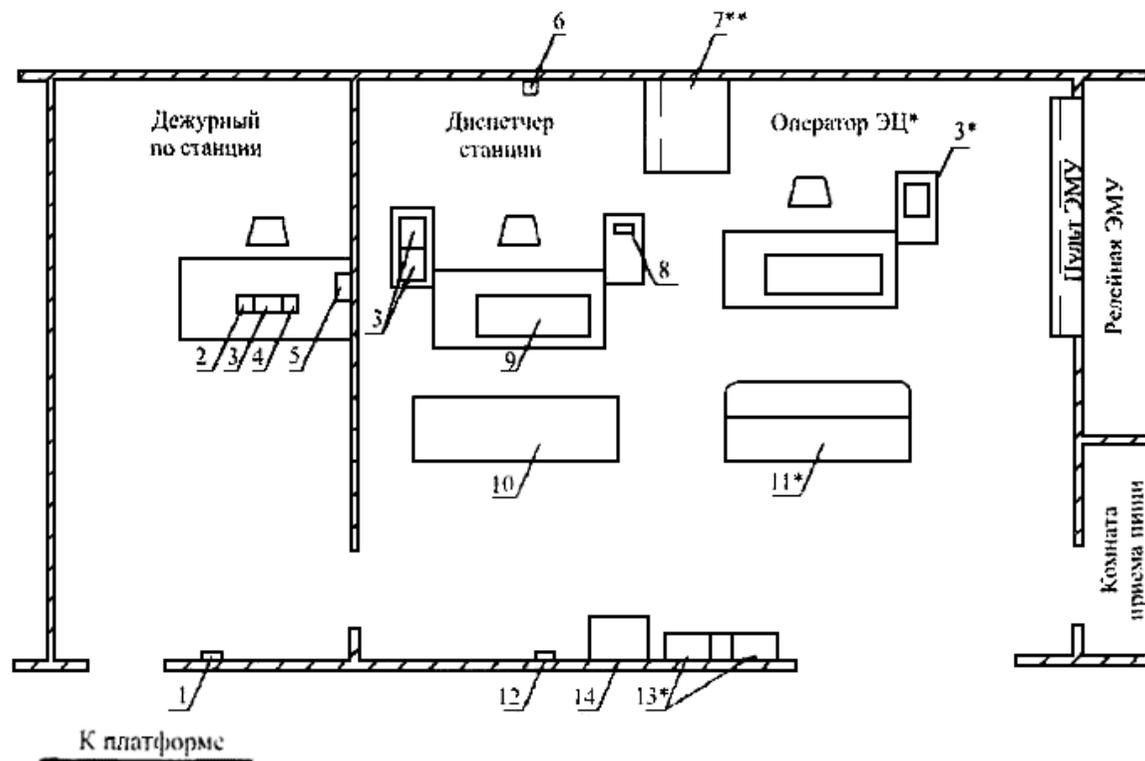 6
7**
Дежурный
по станции
Диспетчер
станции
Оператор ЭЦ*
3*
Пульт ЭМУ
Релейная ЭМУ
8
3
2
3
4
5
9
10
11*
Комната
приема пищи
1
12
14
13*
К платформе